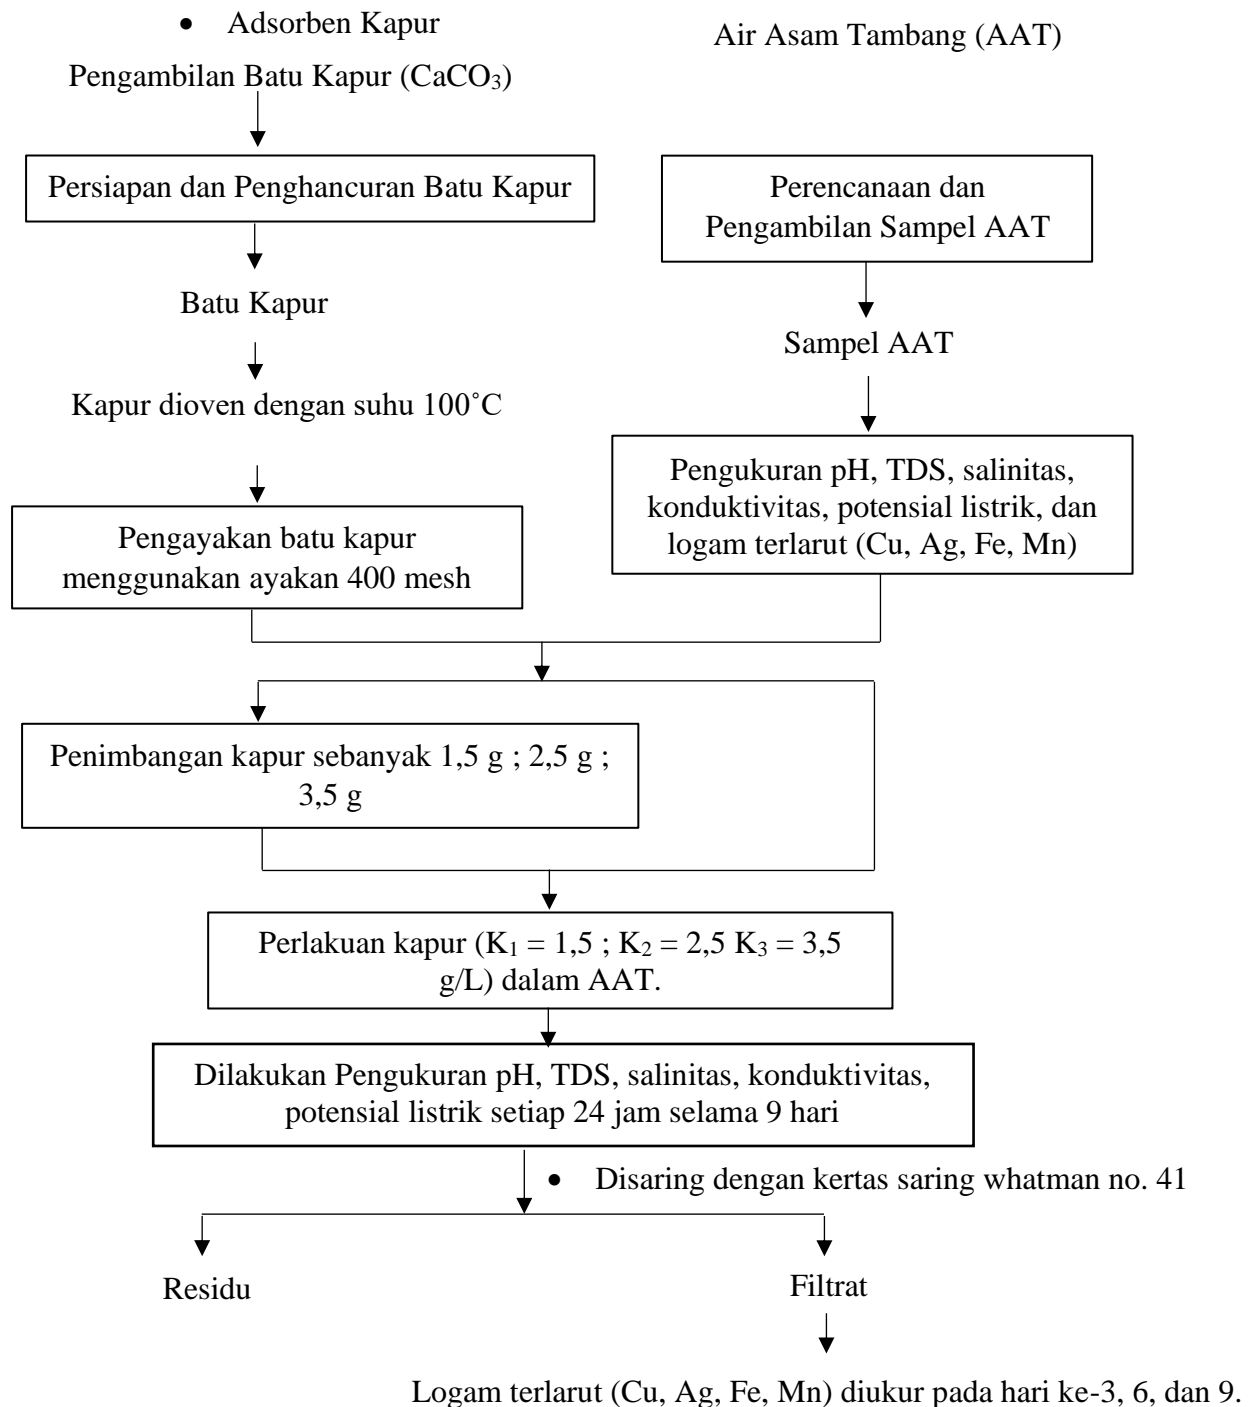 • Adsorben Kapur
Pengambilan Batu Kapur (CaCO₃)
Persiapan dan Penghancuran Batu Kapur
Batu Kapur
Kapur dioven dengan suhu 100˚C
Pengayakan batu kapur
menggunakan ayakan 400 mesh
Air Asam Tambang (AAT)
Perencanaan dan
Pengambilan Sampel AAT
Sampel AAT
Pengukuran pH, TDS, salinitas,
konduktivitas, potensial listrik, dan
logam terlarut (Cu, Ag, Fe, Mn)
Penimbangan kapur sebanyak 1,5 g ; 2,5 g ;
3,5 g
Perlakuan kapur (K₁ = 1,5 ; K₂ = 2,5 K₃ = 3,5
g/L) dalam AAT.
Dilakukan Pengukuran pH, TDS, salinitas, konduktivitas,
potensial listrik setiap 24 jam selama 9 hari
• Disaring dengan kertas saring whatman no. 41
Residu
Filtrat
Logam terlarut (Cu, Ag, Fe, Mn) diukur pada hari ke-3, 6, dan 9.